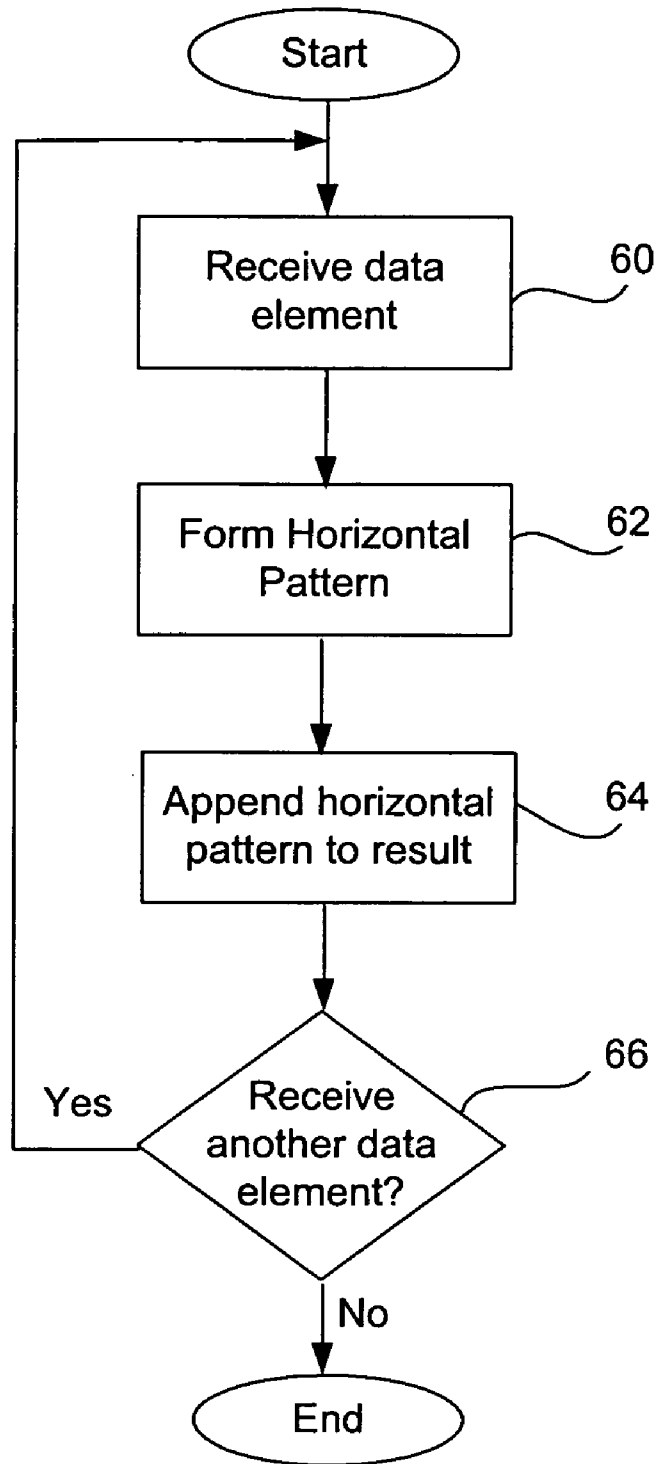 Start
Receive data
element
60
Form Horizontal
Pattern
62
Append horizontal
pattern to result
64
Receive
another data
element?
66
Yes
No
End